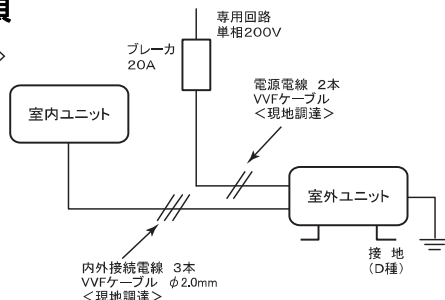 専用回路
単相200V
ブレーカ
20A
電源電線 2本
VVFケーブル
＜現地調達＞
室内ユニット
室外ユニット
接 地
（D種）
内外接続電線 3本
VVFケーブル φ2.0mm
＜現地調達＞